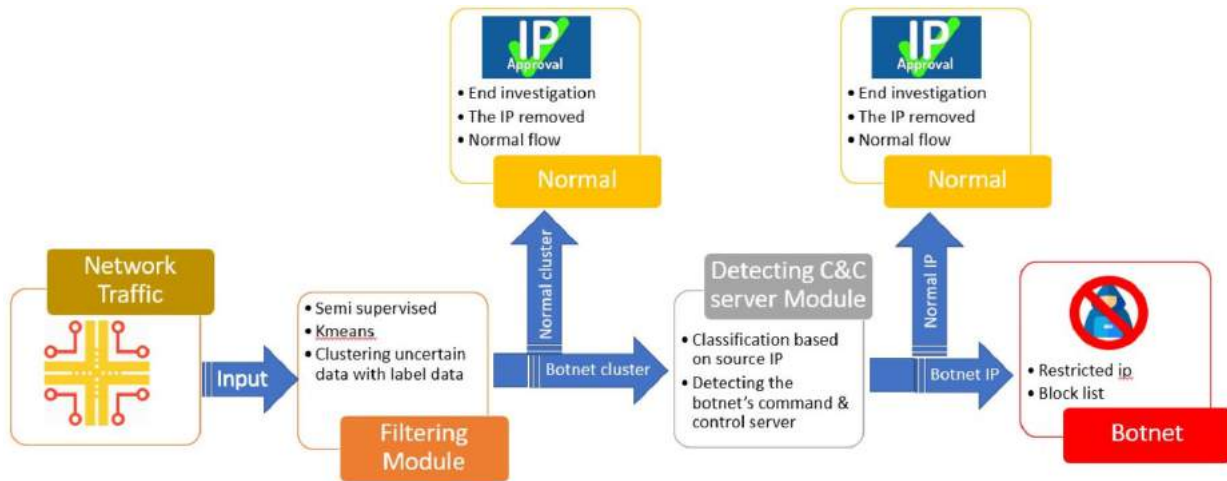 IP
Approval
• End investigation
• The IP removed
• Normal flow
Normal
IP
Approval
• End investigation
• The IP removed
• Normal flow
Normal
Network
Traffic
Input
• Semi supervised
• Kmeans
• Clustering uncertain
data with label data
Filtering
Module
Normal cluster
Botnet cluster
Detecting C&C
server Module
• Classification based
on source IP
• Detecting the
botnet's command &
control server
Normal IP
Botnet IP
• Restricted ip
• Block list
Botnet